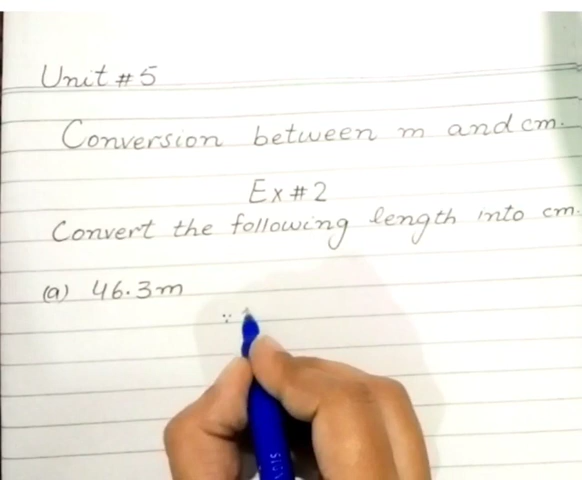 Unit # 5
Conversion between m and cm.
Ex # 2
Convert the following length into cm.
(a) 46.3m
∵